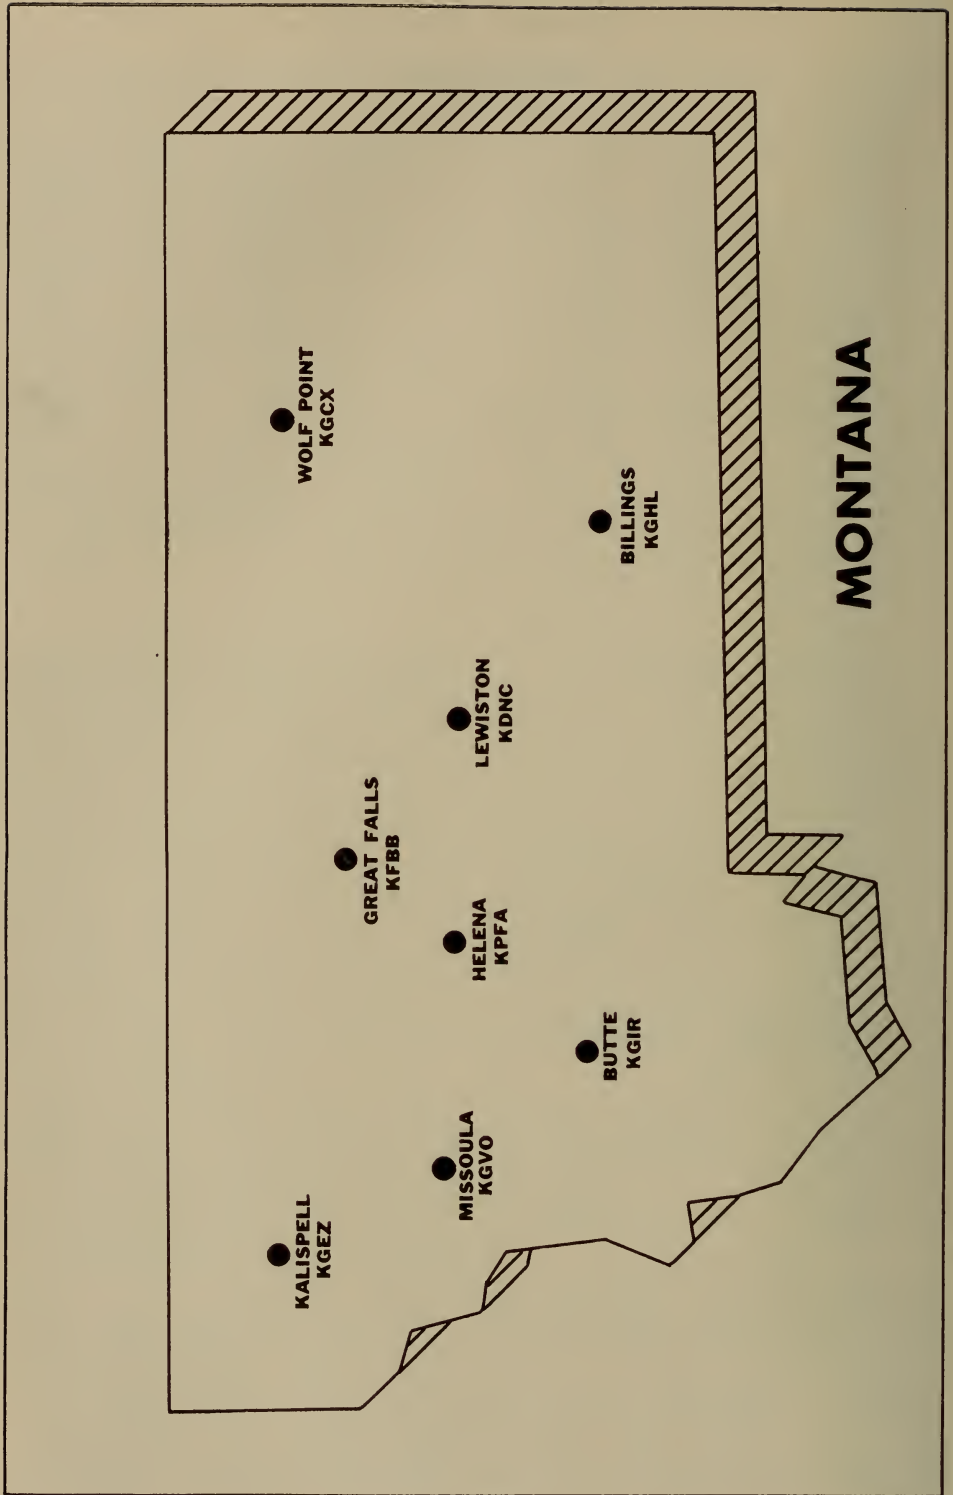 KALISPELL
KGEZ
WOLF POINT
KGCX
GREAT FALLS
KFBB
MISSOULA
KGVO
HELENA
KPFA
LEWISTON
KDNC
BUTTE
KGIR
BILLINGS
KGHL
MONTANA